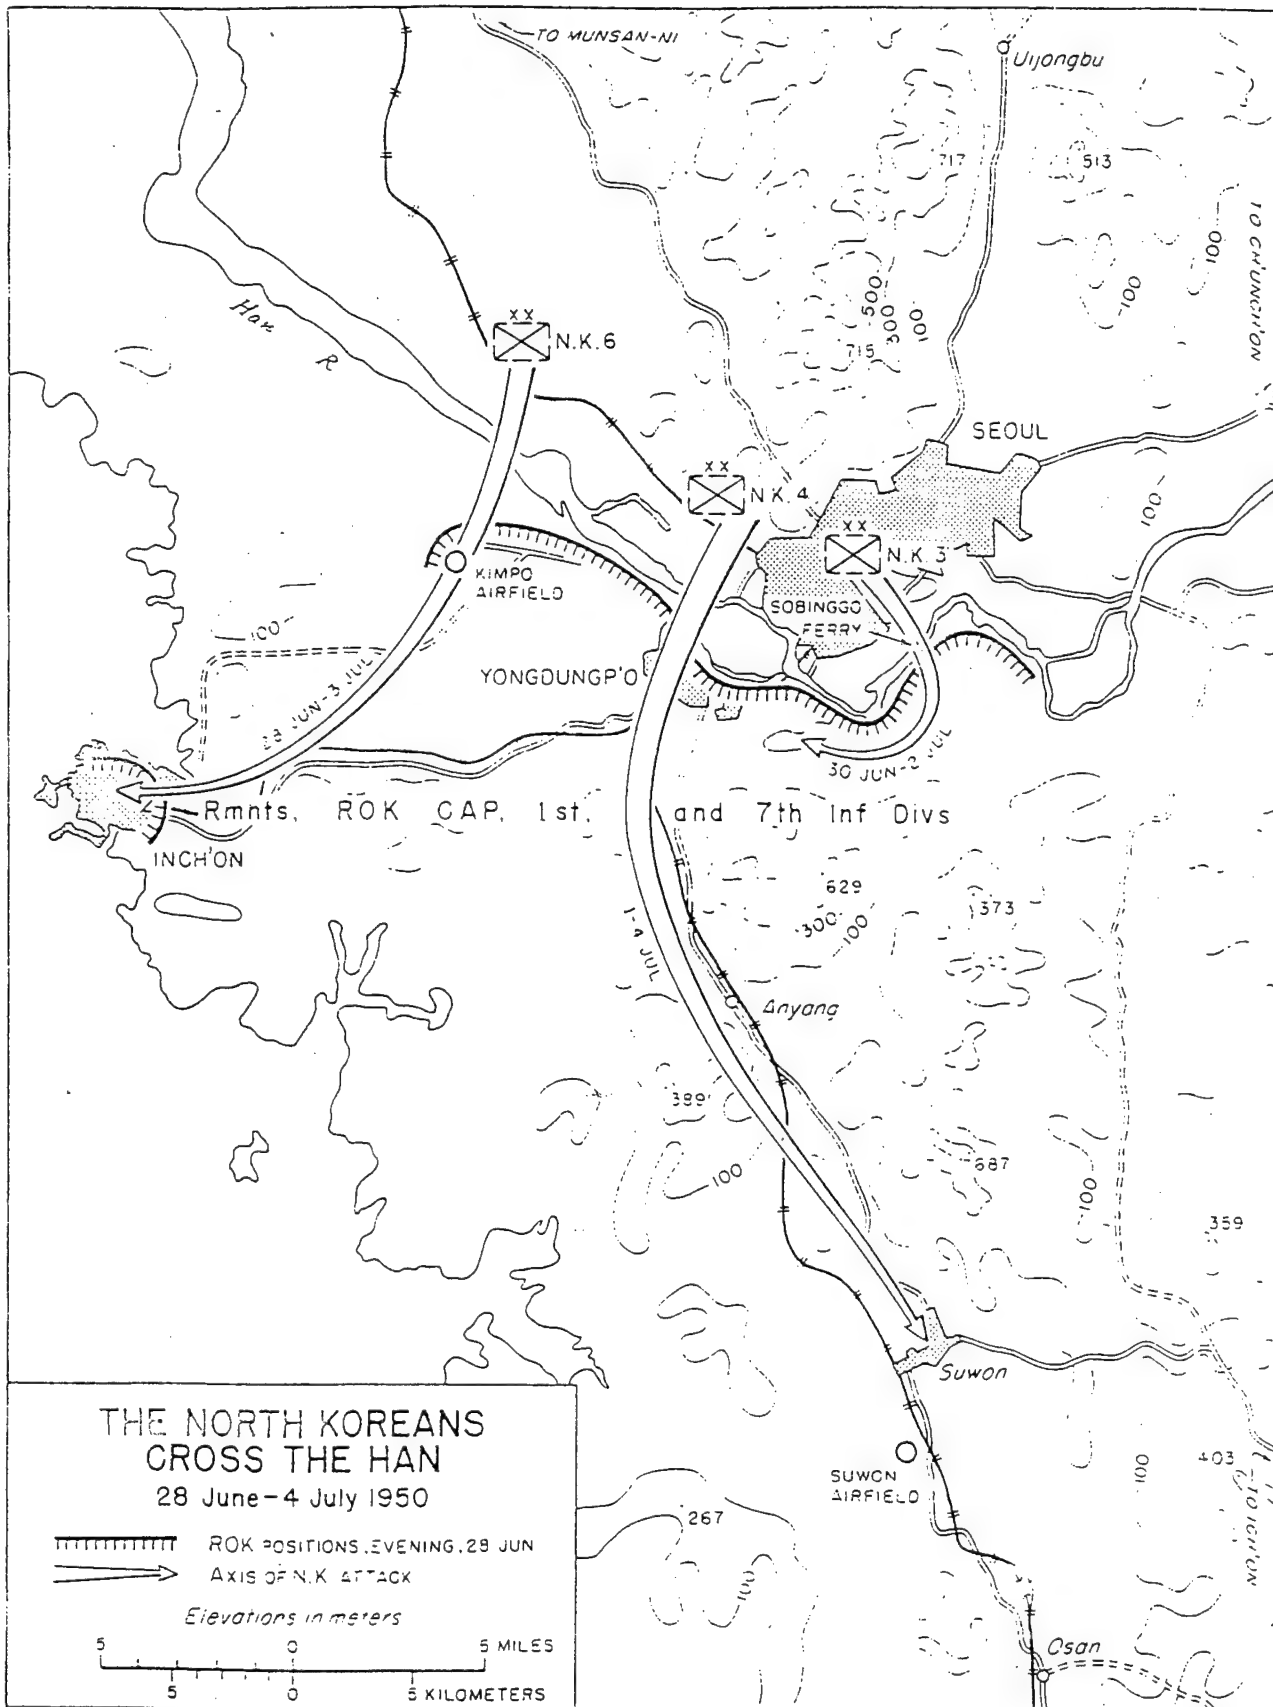 TO MUNSAN-NI
Uijongbu
717
513
TO CH'UNCH'ON
100
100
Han R
500
300
100
715
N.K.6
SEOUL
N.K.4
100
N.K.3
KIMPO
AIRFIELD
SOBINGGO
FERRY
100
YONGDUNGP'O
28 JUN-3 JUL
30 JUN-2 JUL
Rmnts, ROK CAP, 1st, and 7th Inf Divs
INCH'ON
629
373
300
100
1-4 JUL
Anyang
389
687
100
100
359
Suwon
SUWON
AIRFIELD
403
100
TO ICH'ON
267
100
Osan
THE NORTH KOREANS
CROSS THE HAN
28 June-4 July 1950
ROK POSITIONS, EVENING, 28 JUN
AXIS OF N.K. ATTACK
Elevations in meters
5 0 5 MILES
5 0 5 KILOMETERS